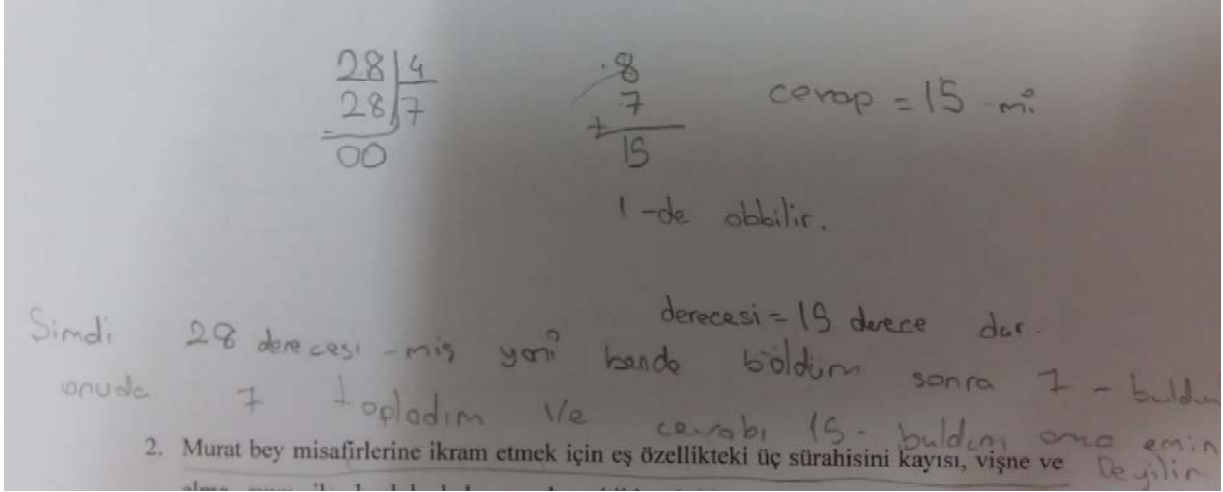 28 4
28 7
00
8
7
+
15
cevap = 15 mi
1-de olabilir.
derecesi = 15 derece dur.
Simdi 28 derecesi -miş yani bende böldüm sonra 7 - buldum
onuda 7 topladım ve cevabı 15 - buldum ama emin
Deyilim
2. Murat bey misafirlerine ikram etmek için eş özellikteki üç sürahisini kayısı, vişne ve